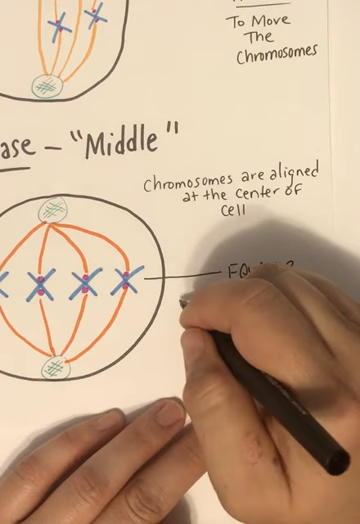 To Move
The
Chromosomes
ase – "Middle"
Chromosomes are aligned
at the center of
cell